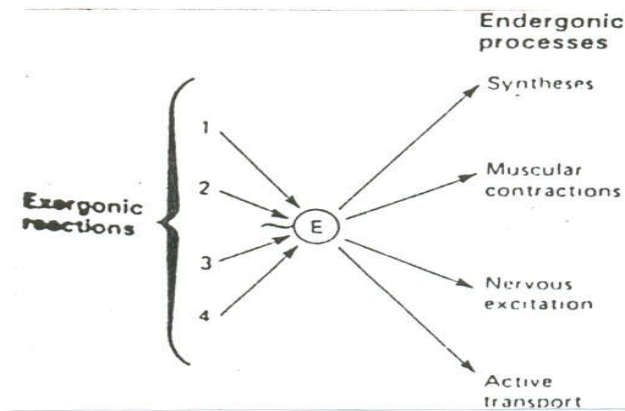 Endergonic
processes
Syntheses
1
Muscular
contractions
2
Exergonic
reactions
~E
3
Nervous
excitation
4
Active
transport